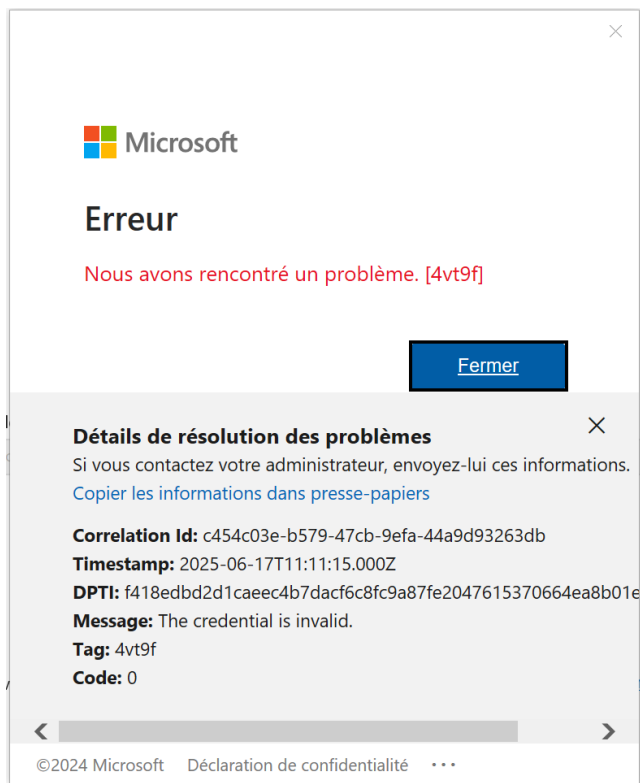 Microsoft
Erreur
Nous avons rencontré un problème. [4vt9f]
Fermer
Détails de résolution des problèmes
Si vous contactez votre administrateur, envoyez-lui ces informations.
Copier les informations dans presse-papiers
Correlation Id: c454c03e-b579-47cb-9efa-44a9d93263db
Timestamp: 2025-06-17T11:11:15.000Z
DPTI: f418edbd2d1caeec4b7dacf6c8fc9a87fe2047615370664ea8b01e
Message: The credential is invalid.
Tag: 4vt9f
Code: 0
©2024 Microsoft Déclaration de confidentialité ...